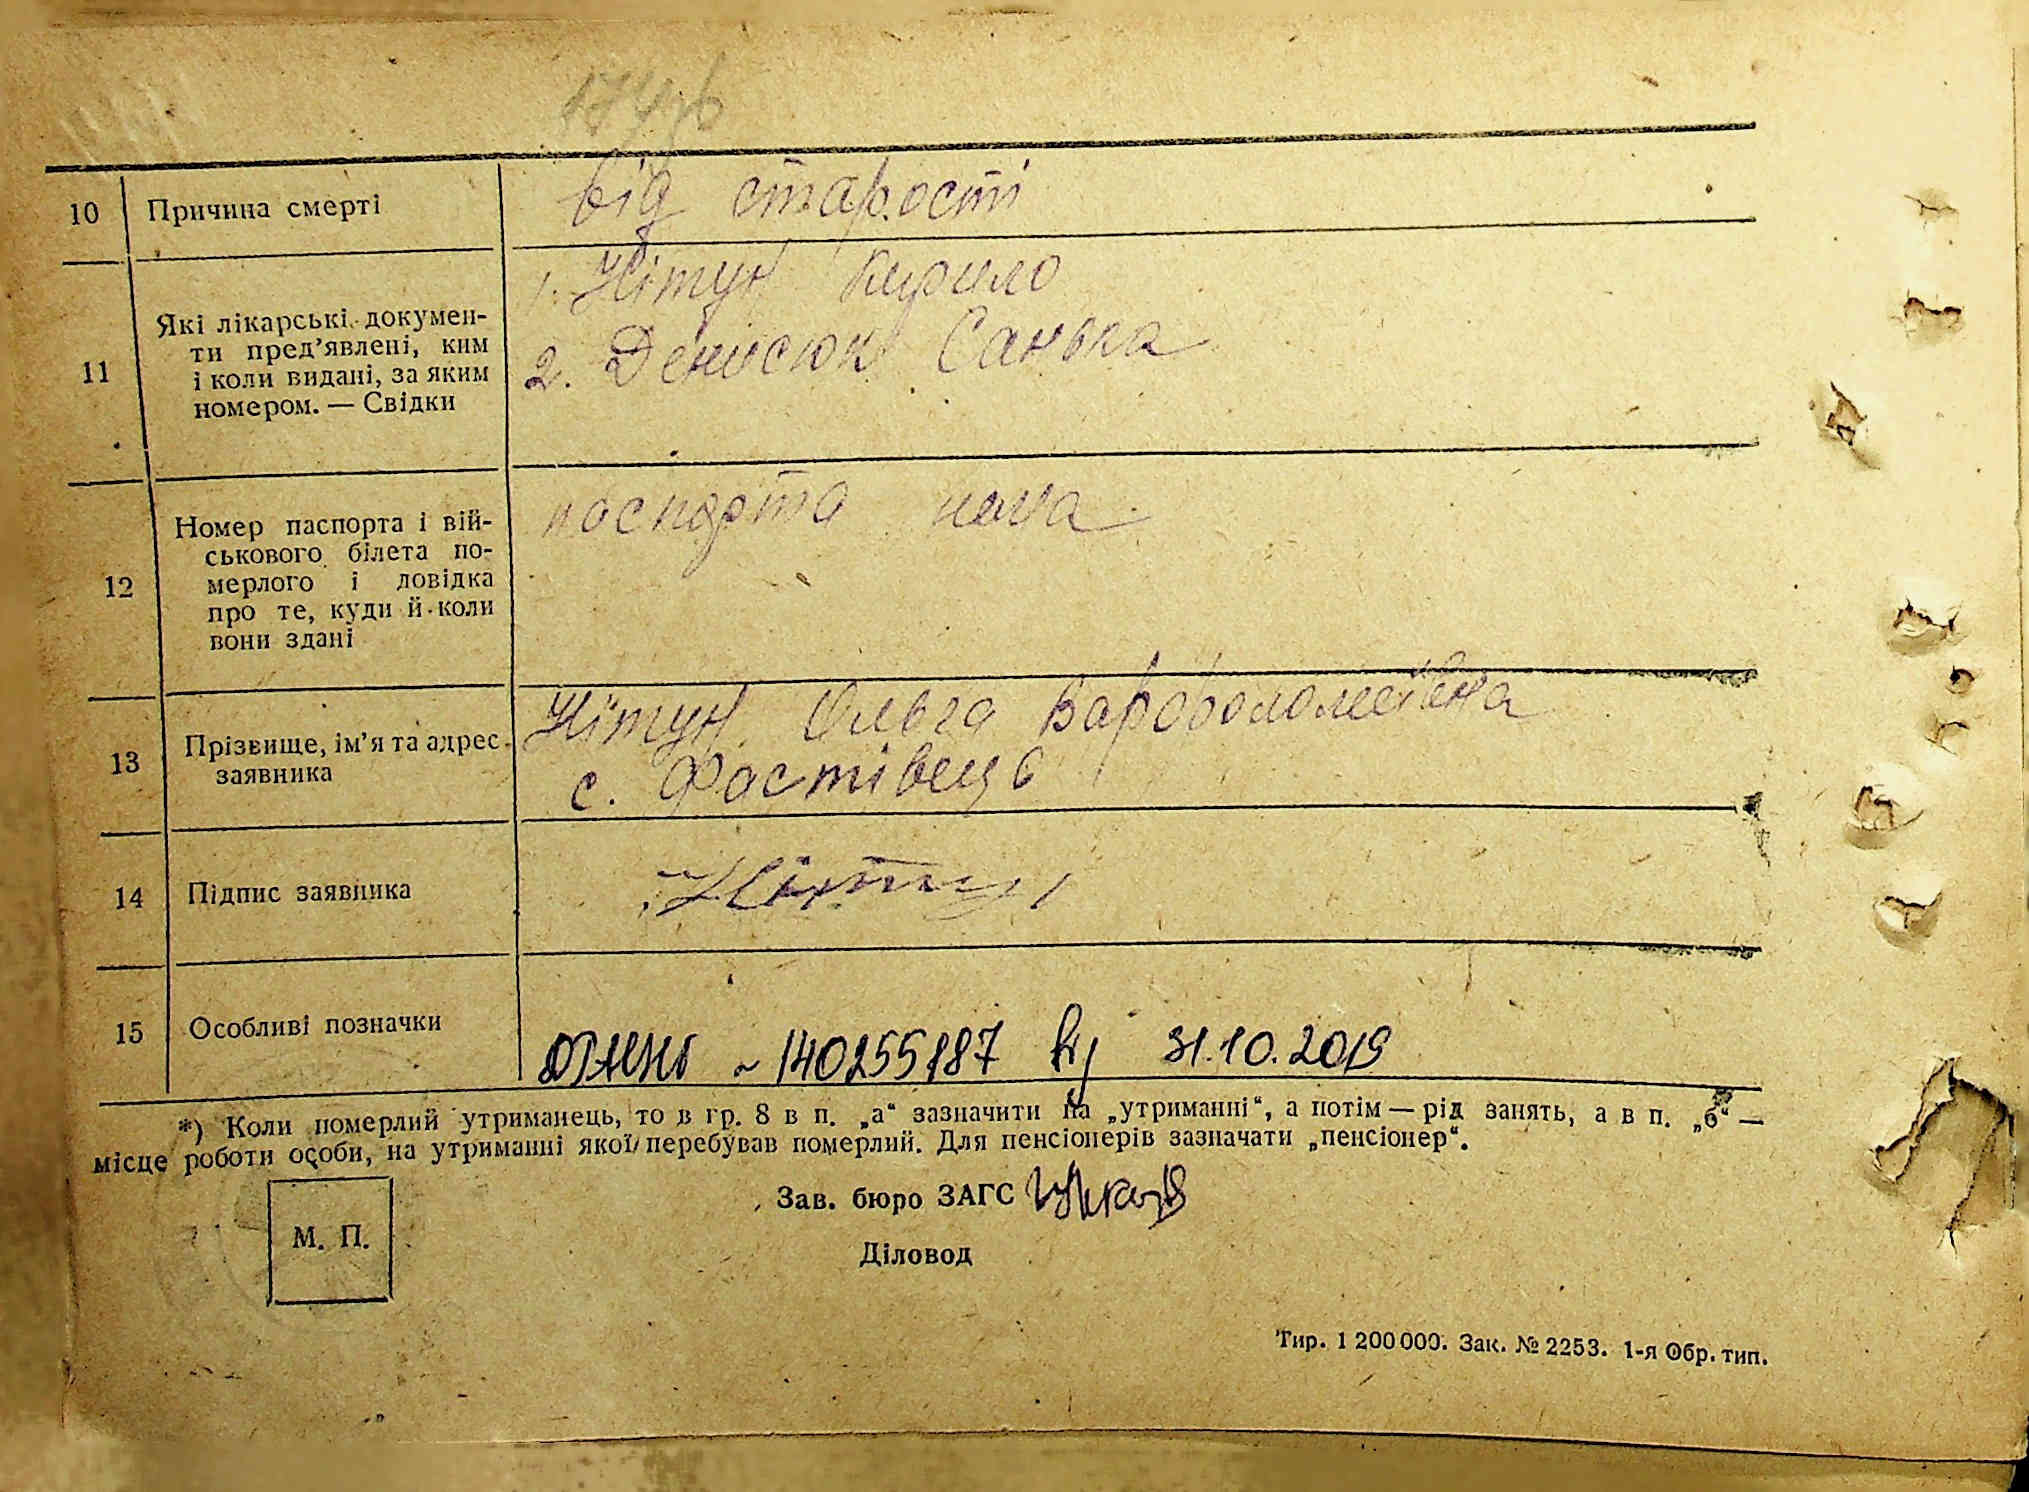 10 Причина смерті від старості
11 Які лікарські докумен-
ти пред’явлені, ким
і коли видані, за яким
номером. — Свідки
1. Нітун Кирило
2. Денисюк Санька
12 Номер паспорта і вій-
ськового білета по-
мерлого і довідка
про те, куди й коли
вони здані
паспорта нема
13 Прізвище, ім’я та адрес
заявника
Нітун Ольга
с. Фастівець
14 Підпис заявника
15 Особливі позначки
140255187 від 31.10.2019
*) Коли померлий утриманець, то в гр. 8 в п. „а“ зазначити на „утриманні“, а потім — рід занять, а в п. „б“ —
місце роботи особи, на утриманні якої перебував померлий. Для пенсіонерів зазначати „пенсіонер“.
М. П.
Зав. бюро ЗАГС
Діловод
Тир. 1 200 000. Зак. № 2253. 1-я Обр. тип.